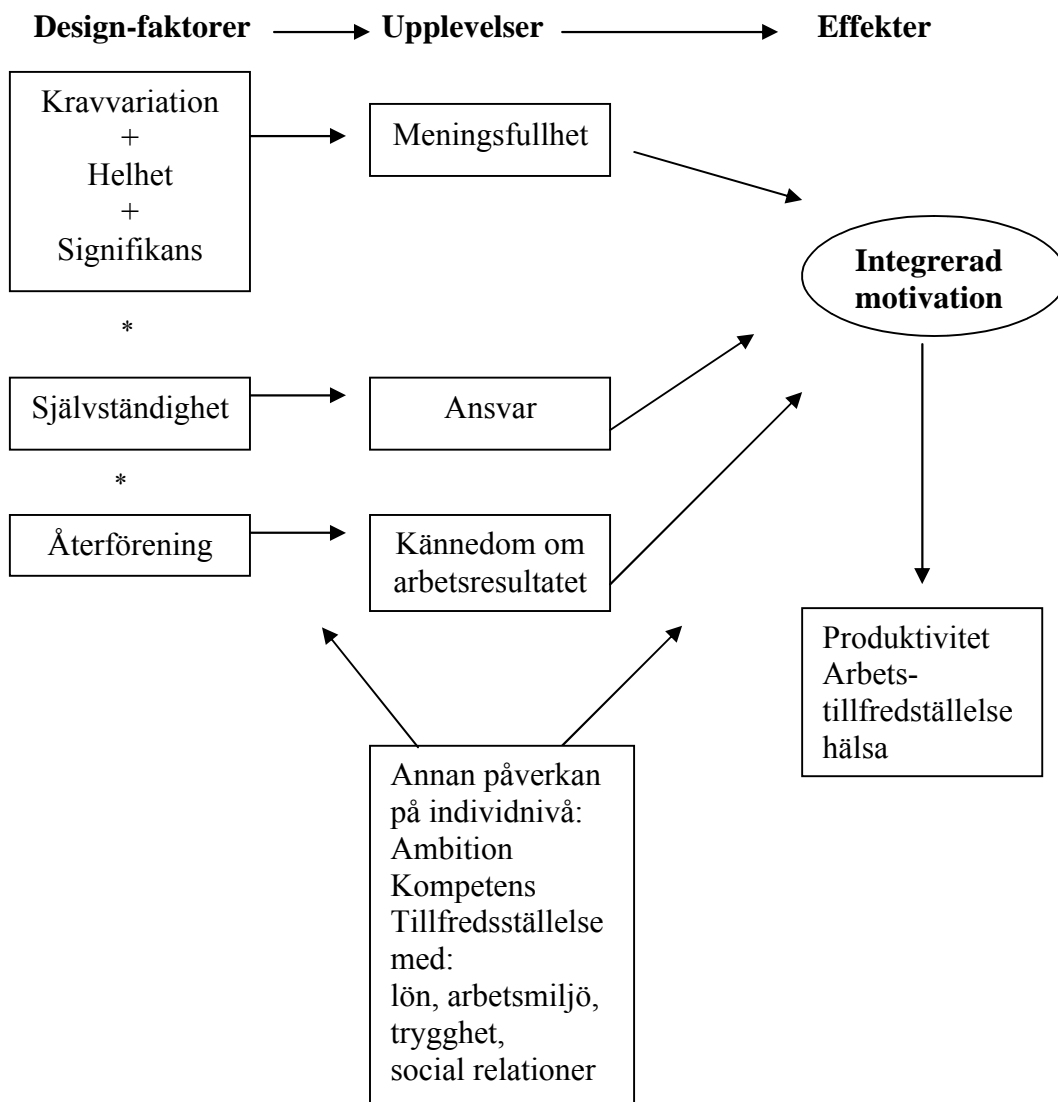 Design-faktorer
Upplevelser
Effekter
Kravvariation
+
Helhet
+
Signifikans
Meningsfullhet
Integrerad
motivation
*
Självständighet
Ansvar
*
Återförening
Kännedom om
arbetsresultatet
Produktivitet
Arbets-
tillfredställelse
hälsa
Annan påverkan
på individnivå:
Ambition
Kompetens
Tillfredsställelse
med:
lön, arbetsmiljö,
trygghet,
social relationer